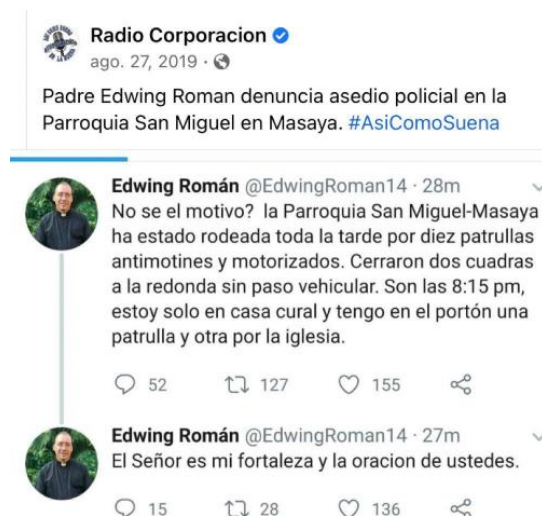 Radio Corporacion
ago. 27, 2019 ·
Padre Edwing Roman denuncia asedio policial en la
Parroquia San Miguel en Masaya. #AsiComoSuena
Edwing Román @EdwingRoman14 · 28m
No se el motivo? la Parroquia San Miguel-Masaya
ha estado rodeada toda la tarde por diez patrullas
antimotines y motorizados. Cerraron dos cuadras
a la redonda sin paso vehicular. Son las 8:15 pm,
estoy solo en casa cural y tengo en el portón una
patrulla y otra por la iglesia.
52 127 155
Edwing Román @EdwingRoman14 · 27m
El Señor es mi fortaleza y la oracion de ustedes.
15 28 136